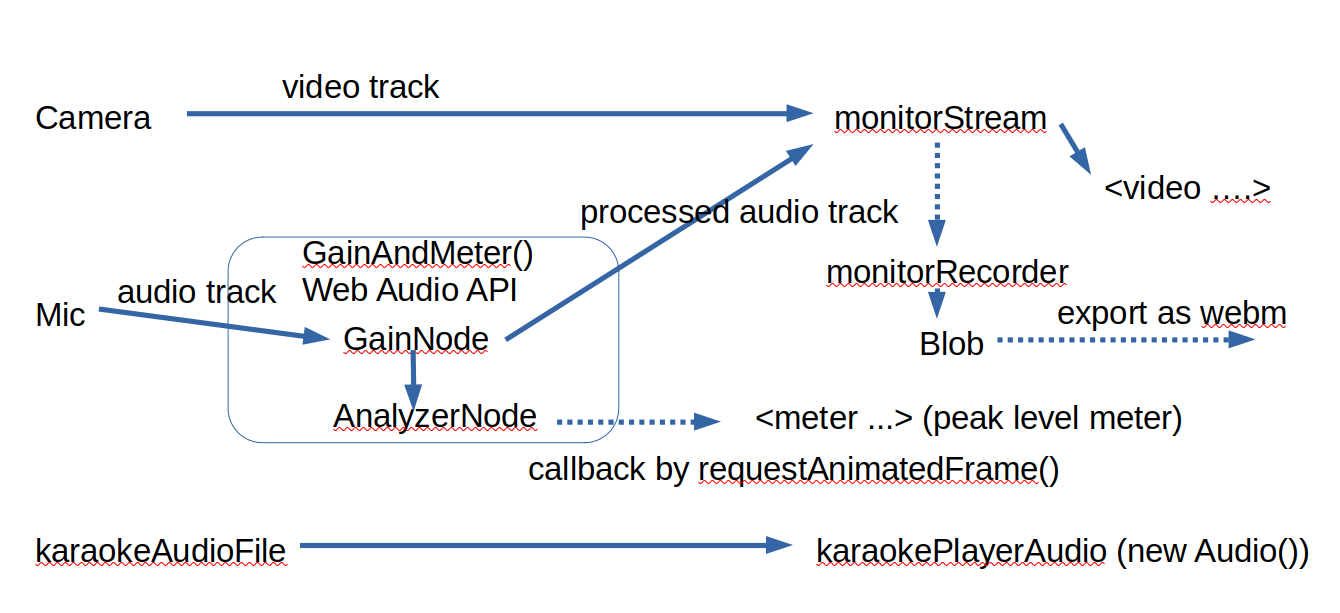 video track
Camera
monitorStream
<video ....>
processed audio track
GainAndMeter()
Web Audio API
audio track
Mic
GainNode
monitorRecorder
export as webm
Blob
AnalyzerNode
<meter ...> (peak level meter)
callback by requestAnimatedFrame()
karaokeAudioFile
karaokePlayerAudio (new Audio())